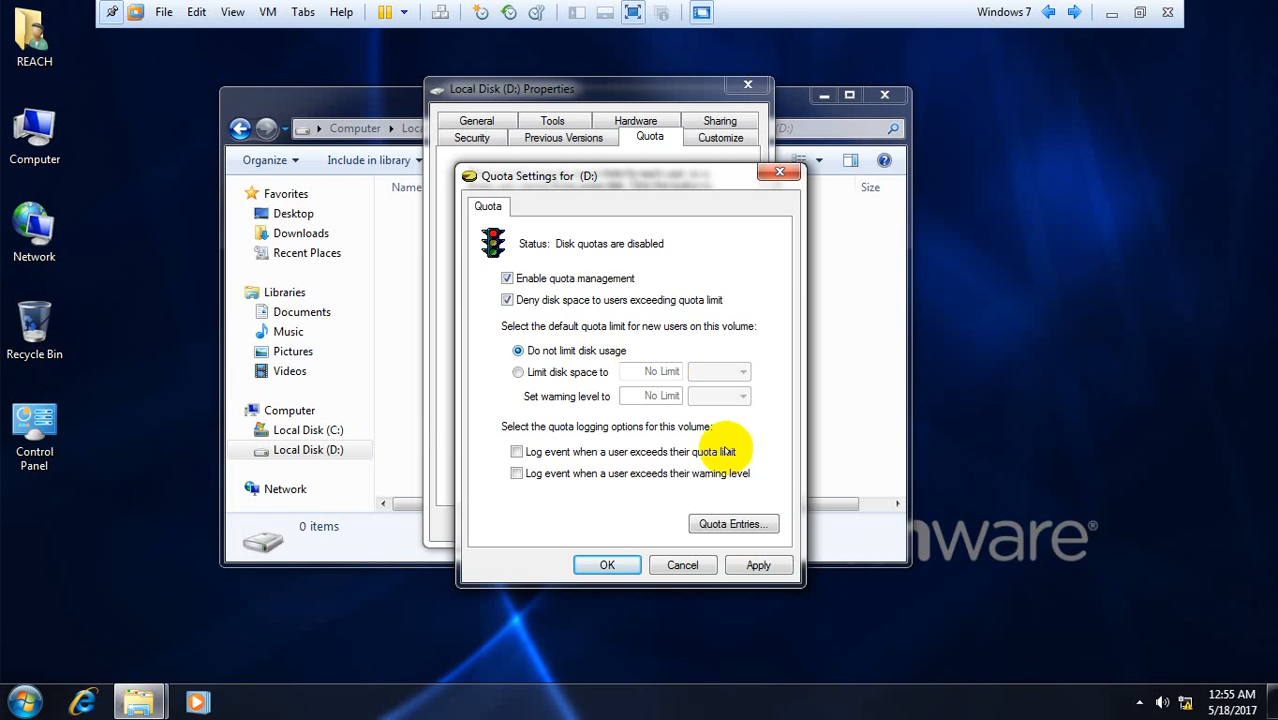 File Edit View VM Tabs Help
Windows 7
REACH
Computer
Network
Recycle Bin
Control
Panel
Computer
Organize
Include in library
Name
Size
Favorites
Desktop
Downloads
Recent Places
Libraries
Documents
Music
Pictures
Videos
Computer
Local Disk (C:)
Local Disk (D:)
Network
0 items
Local Disk (D:) Properties
General Tools Hardware Sharing
Security Previous Versions Quota Customize
Quota Settings for (D:)
Quota
Status: Disk quotas are disabled
Enable quota management
Deny disk space to users exceeding quota limit
Select the default quota limit for new users on this volume:
Do not limit disk usage
Limit disk space to No Limit
Set warning level to No Limit
Select the quota logging options for this volume:
Log event when a user exceeds their quota limit
Log event when a user exceeds their warning level
Quota Entries...
OK Cancel Apply
12:55 AM
5/18/2017